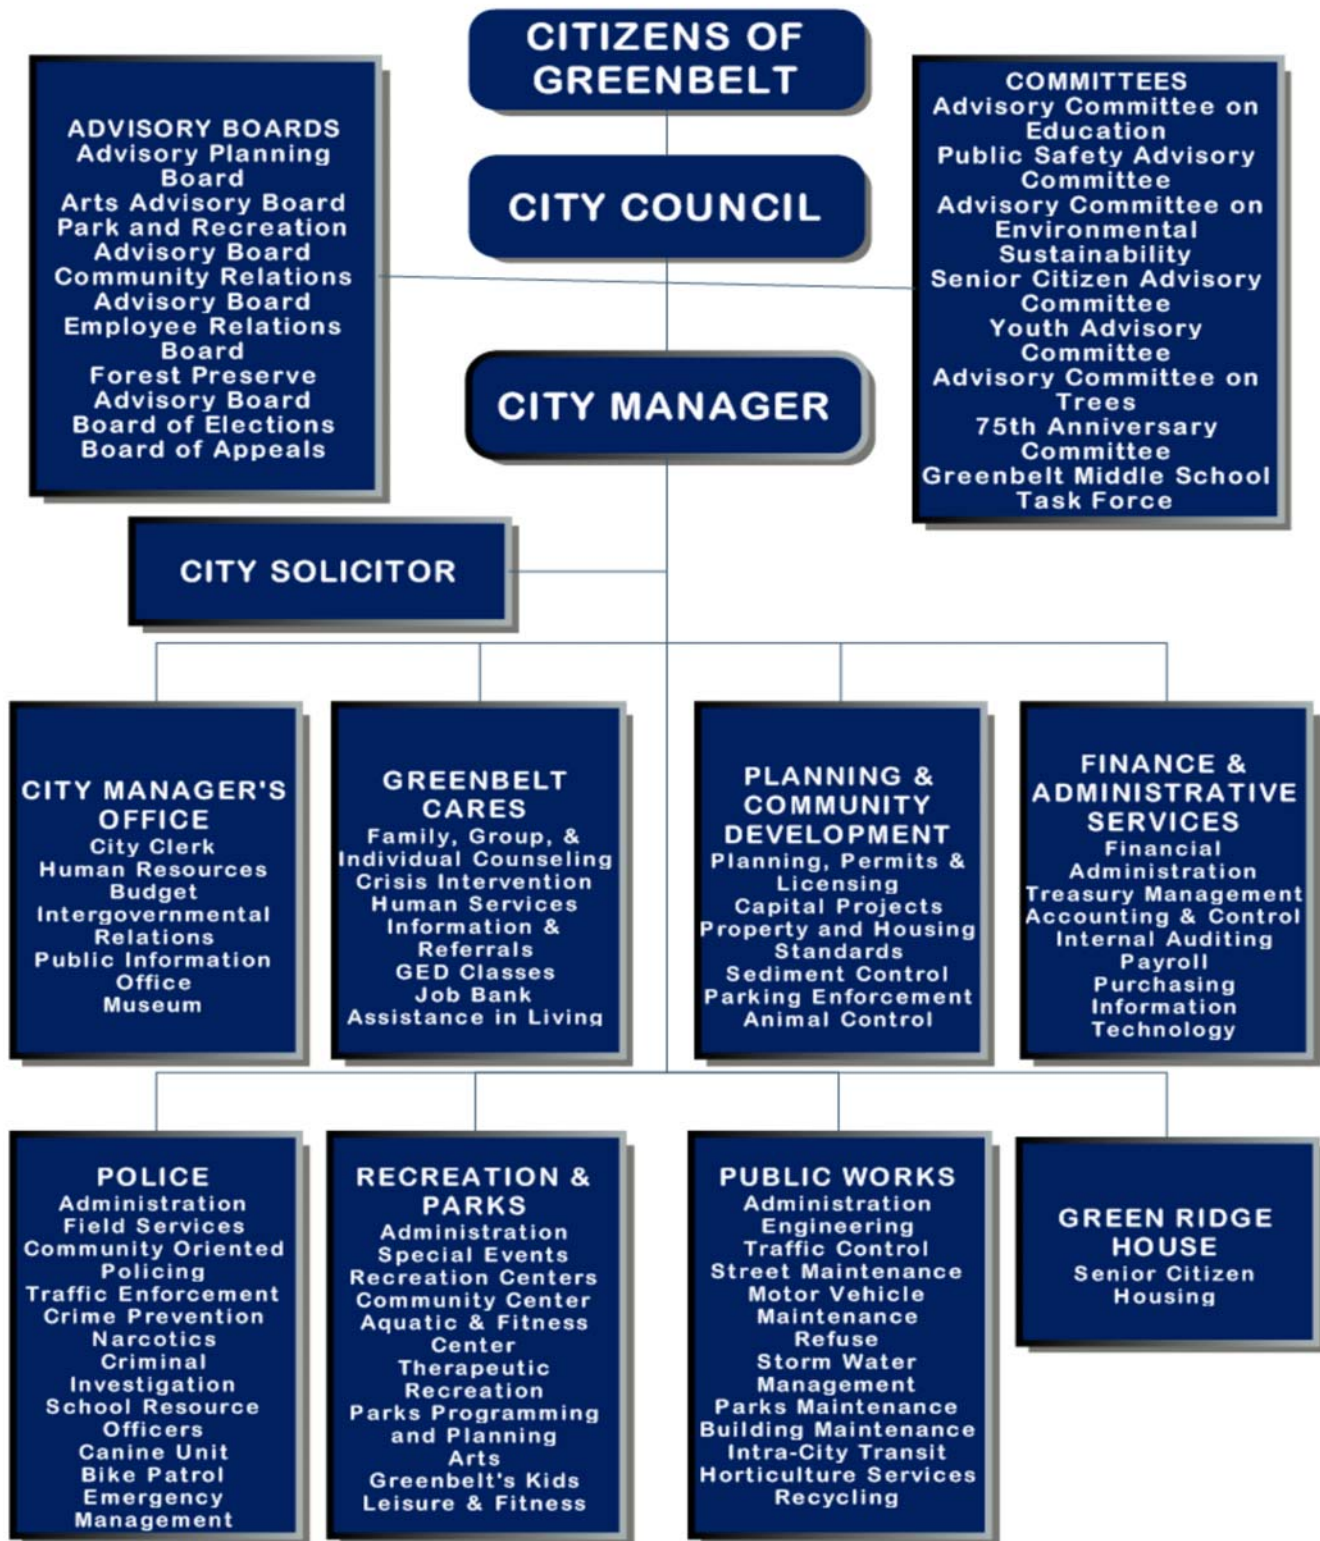 CITIZENS OF
GREENBELT
ADVISORY BOARDS
Advisory Planning
Board
Arts Advisory Board
Park and Recreation
Advisory Board
Community Relations
Advisory Board
Employee Relations
Board
Forest Preserve
Advisory Board
Board of Elections
Board of Appeals
CITY COUNCIL
COMMITTEES
Advisory Committee on
Education
Public Safety Advisory
Committee
Advisory Committee on
Environmental
Sustainability
Senior Citizen Advisory
Committee
Youth Advisory
Committee
Advisory Committee on
Trees
75th Anniversary
Committee
Greenbelt Middle School
Task Force
CITY MANAGER
CITY SOLICITOR
CITY MANAGER'S
OFFICE
City Clerk
Human Resources
Budget
Intergovernmental
Relations
Public Information
Office
Museum
GREENBELT
CARES
Family, Group, &
Individual Counseling
Crisis Intervention
Human Services
Information &
Referrals
GED Classes
Job Bank
Assistance in Living
PLANNING &
COMMUNITY
DEVELOPMENT
Planning, Permits &
Licensing
Capital Projects
Property and Housing
Standards
Sediment Control
Parking Enforcement
Animal Control
FINANCE &
ADMINISTRATIVE
SERVICES
Financial
Administration
Treasury Management
Accounting & Control
Internal Auditing
Payroll
Purchasing
Information
Technology
POLICE
Administration
Field Services
Community Oriented
Policing
Traffic Enforcement
Crime Prevention
Narcotics
Criminal
Investigation
School Resource
Officers
Canine Unit
Bike Patrol
Emergency
Management
RECREATION &
PARKS
Administration
Special Events
Recreation Centers
Community Center
Aquatic & Fitness
Center
Therapeutic
Recreation
Parks Programming
and Planning
Arts
Greenbelt's Kids
Leisure & Fitness
PUBLIC WORKS
Administration
Engineering
Traffic Control
Street Maintenance
Motor Vehicle
Maintenance
Refuse
Storm Water
Management
Parks Maintenance
Building Maintenance
Intra-City Transit
Horticulture Services
Recycling
GREEN RIDGE
HOUSE
Senior Citizen
Housing